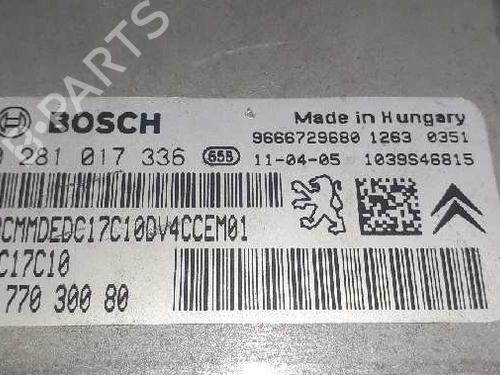 BOSCH
Made in Hungary
9666729680 1263 0351
0 281 017 336 658 11-04-05 1039S46815
CMMDEDC17C10DV4CCEM01
C17C10
770 300 80
B-PARTS